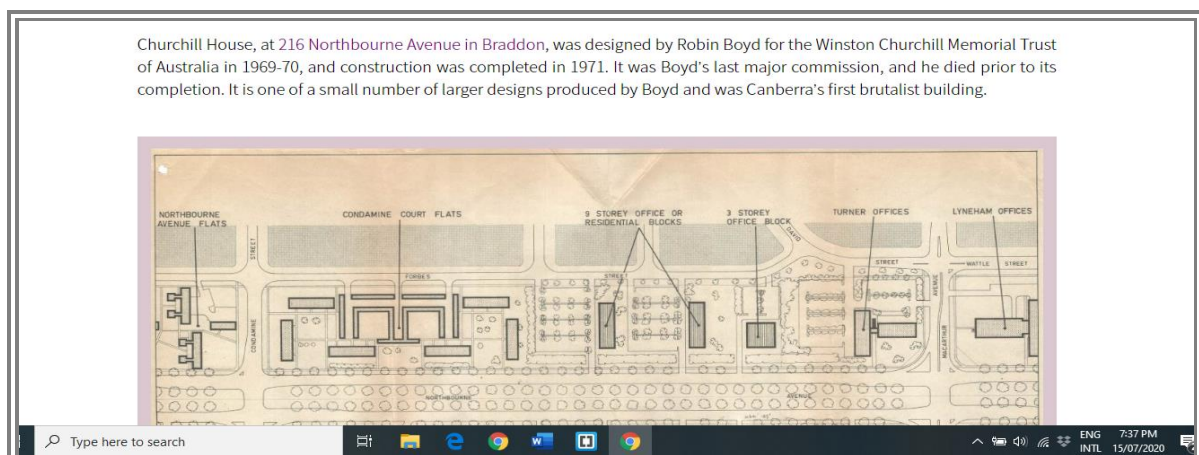 Churchill House, at 216 Northbourne Avenue in Braddon, was designed by Robin Boyd for the Winston Churchill Memorial Trust
of Australia in 1969-70, and construction was completed in 1971. It was Boyd's last major commission, and he died prior to its
completion. It is one of a small number of larger designs produced by Boyd and was Canberra's first brutalist building.
NORTHBOURNE
AVENUE FLATS
CONDAMINE COURT FLATS
9 STOREY OFFICE OR
RESIDENTIAL BLOCKS
3 STOREY
OFFICE BLOCK
TURNER OFFICES
LYNEHAM OFFICES
STREET
DAVID
FORBES
STREET
STREET
WATTLE STREET
AVENUE
CONDAMINE
MACARTHUR
NORTHBOURNE
AVENUE
Type here to search
ENG
INTL
7:37 PM
15/07/2020